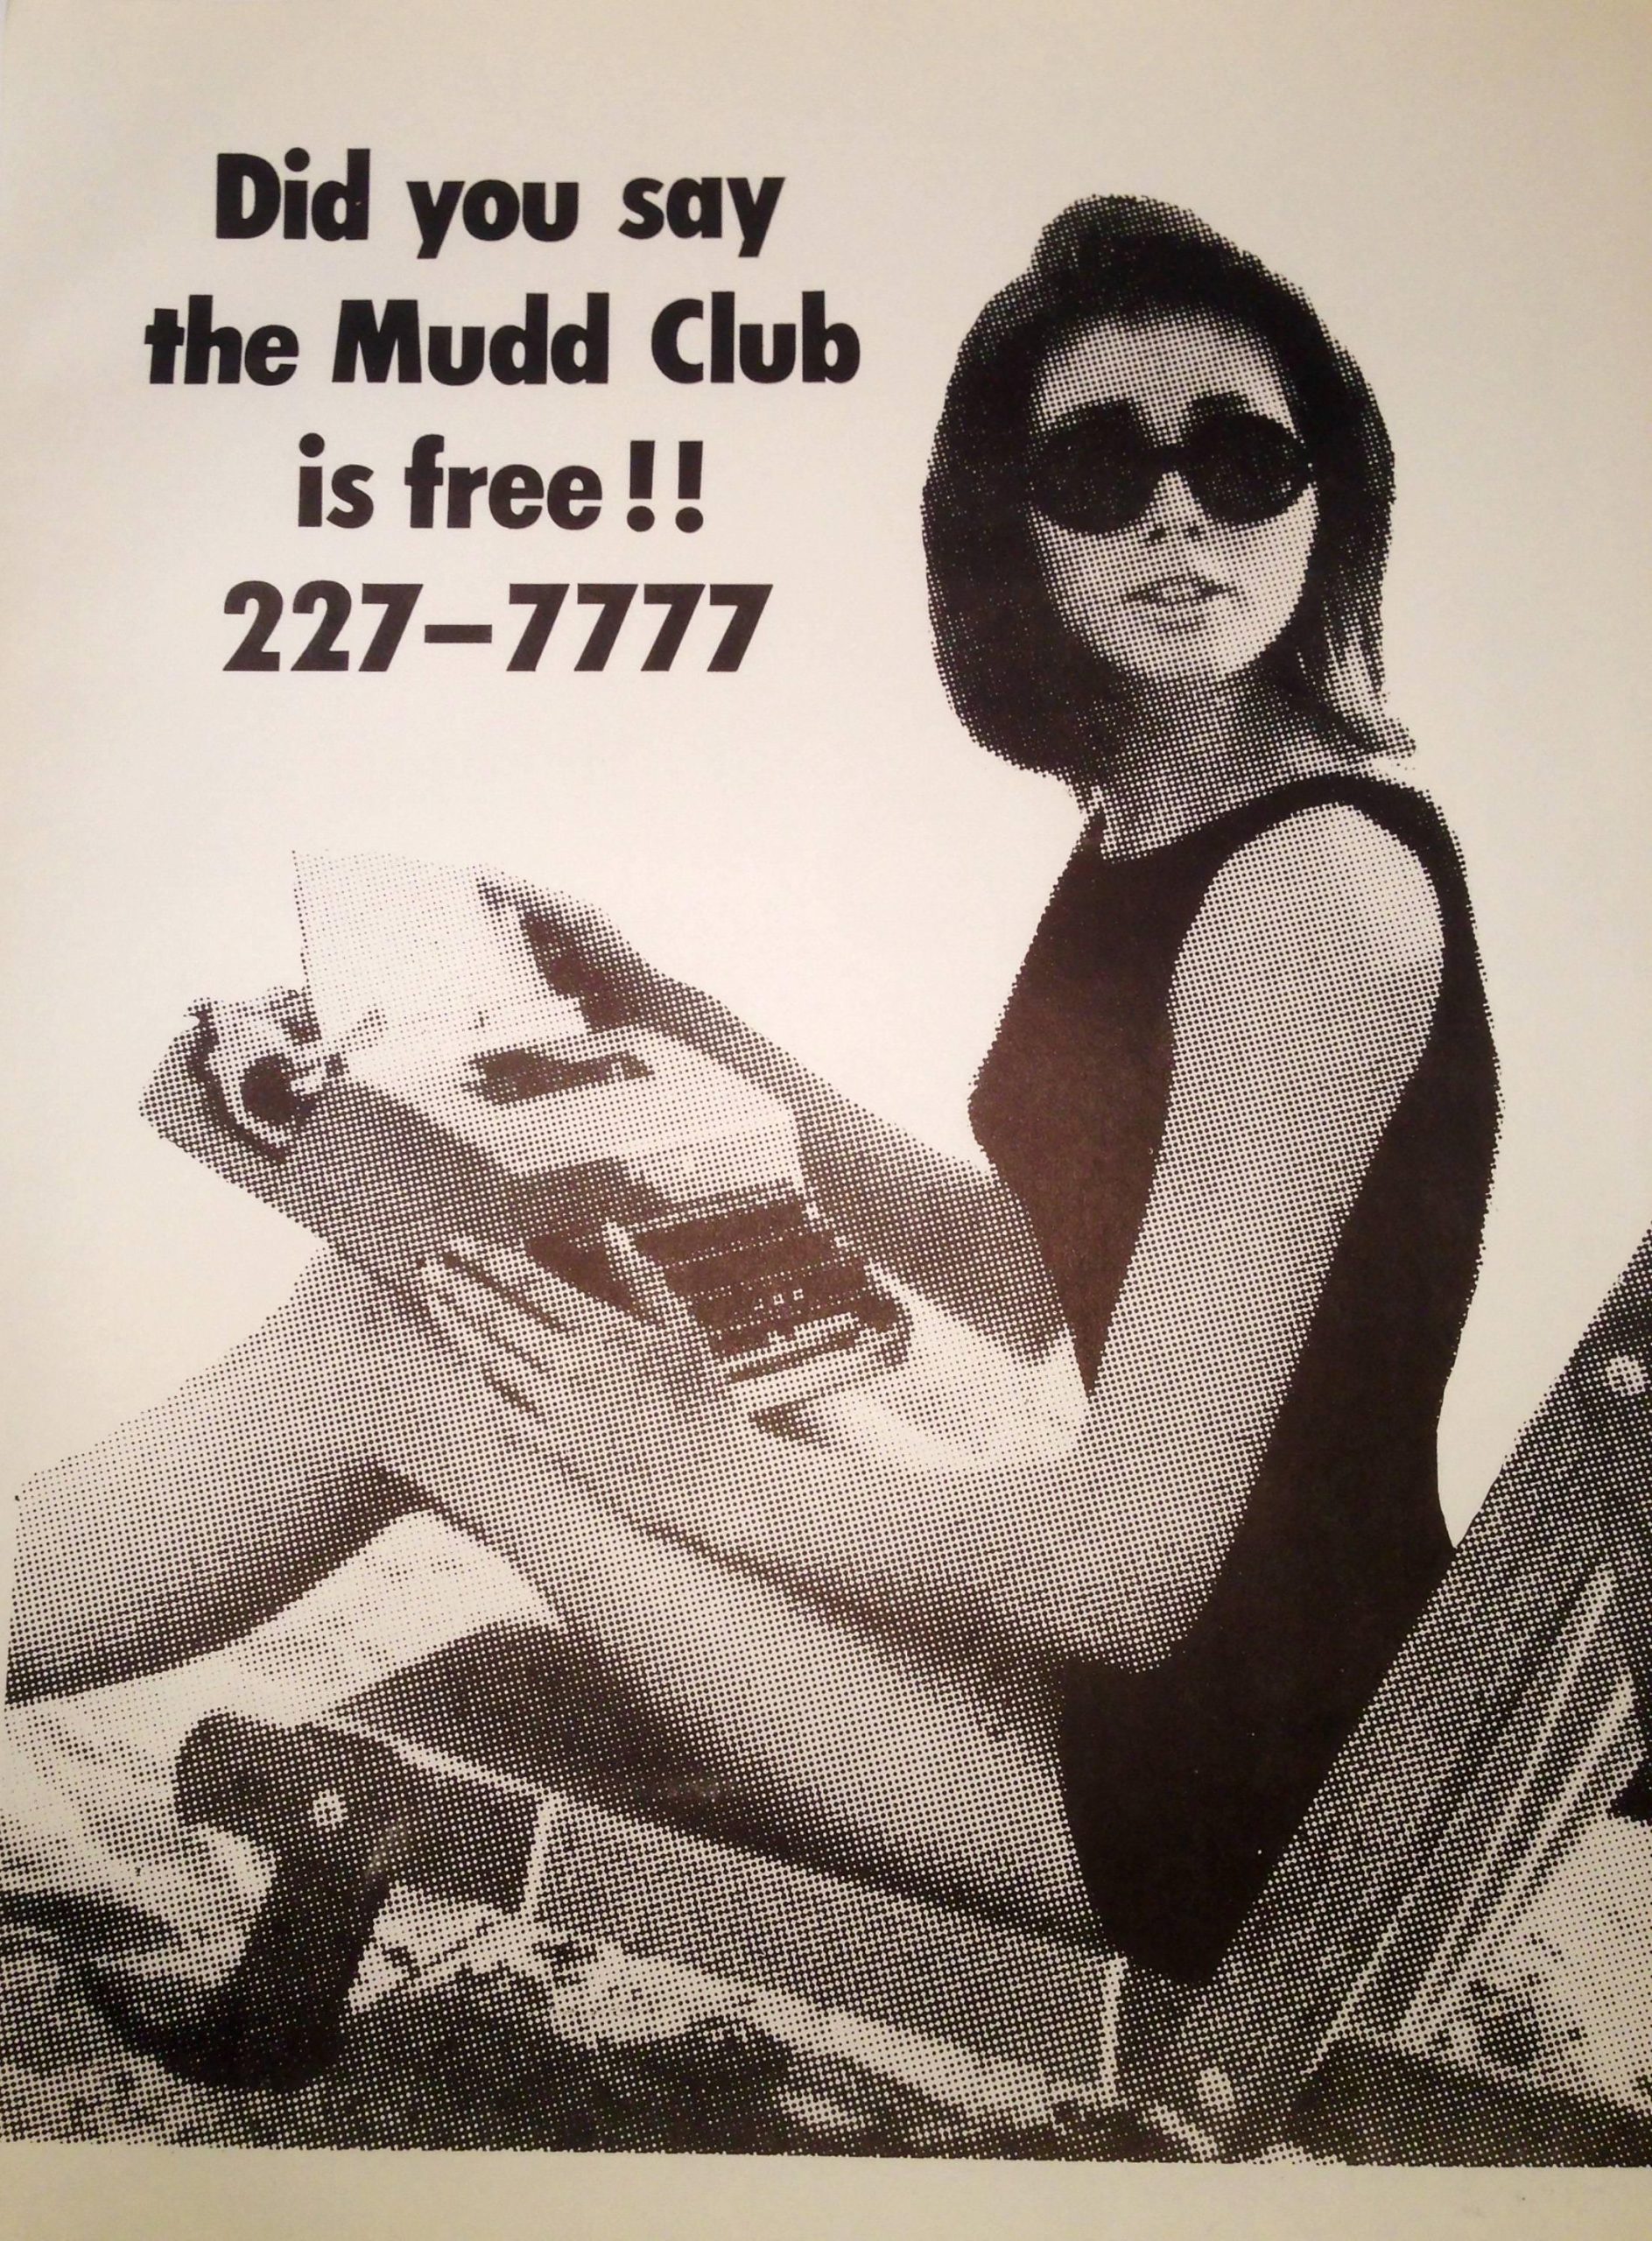 Did you say
the Mudd Club
is free!!
227–7777